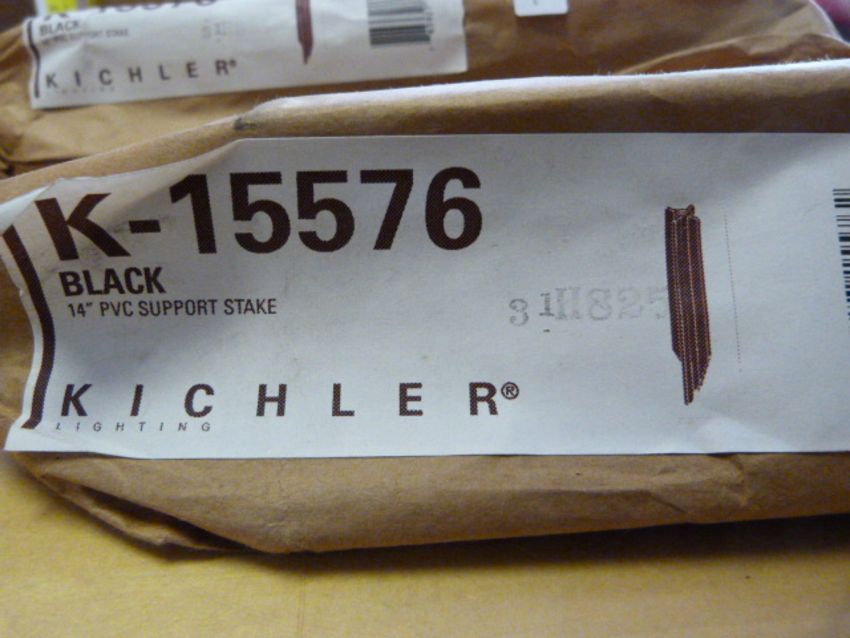 BLACK
KICHLER®
K-15576
BLACK
14" PVC SUPPORT STAKE
KICHLER®
LIGHTING